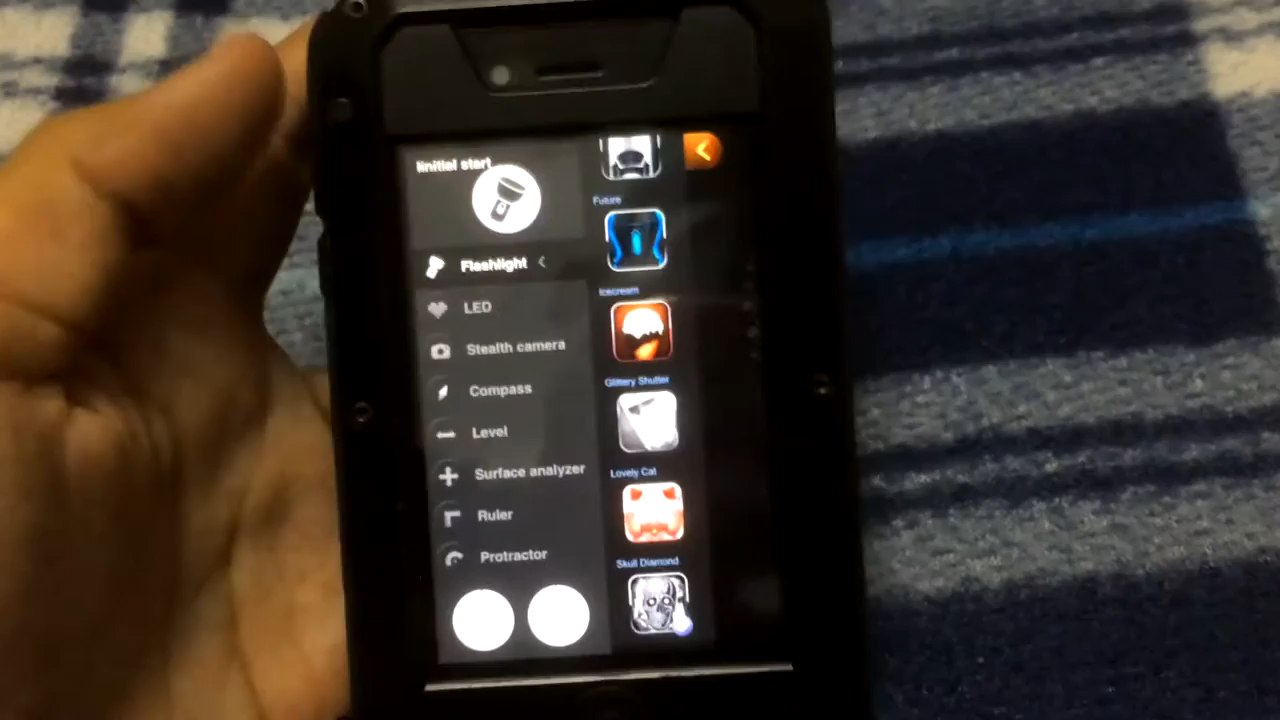 Iinitiel start
Flashlight
LED
Stealth camera
Compass
Level
Surface analyzer
Ruler
Protractor
Future
Icecream
Glittery Shutter
Lovely Cat
Skull Diamond